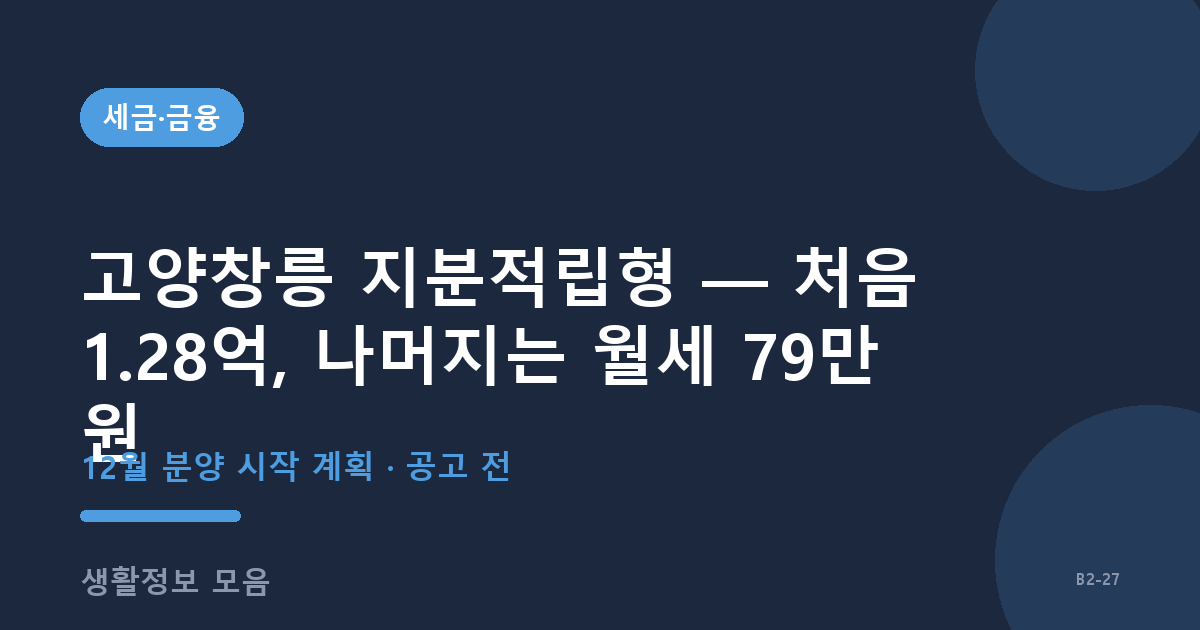 세금·금융
고양창릉 지분적립형 — 처음
1.28억, 나머지는 월세 79만
원
12월 분양 시작 계획 · 공고 전
생활정보 모음
B2-27